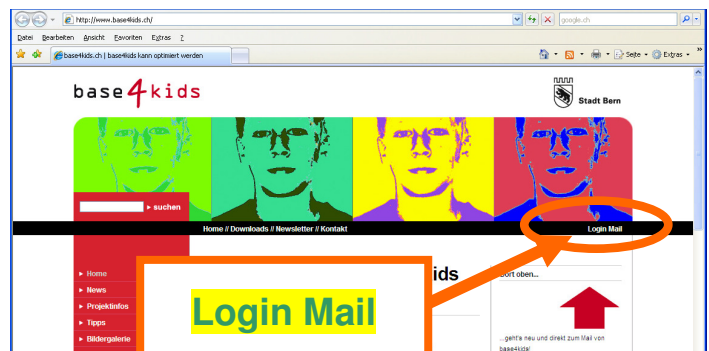 http://www.base4kids.ch/
google.ch
Datei Bearbeiten Ansicht Favoriten Extras ?
base4kids.ch | base4kids kann optimiert werden
Seite Extras »
base4kids
Stadt Bern
suchen
Home // Downloads // Newsletter // Kontakt
Login Mail
Home
News
Projektinfos
Tipps
Bildergalerie
ids
Login Mail
Dort oben...
...geht's neu und direkt zum Mail von
base4kids!